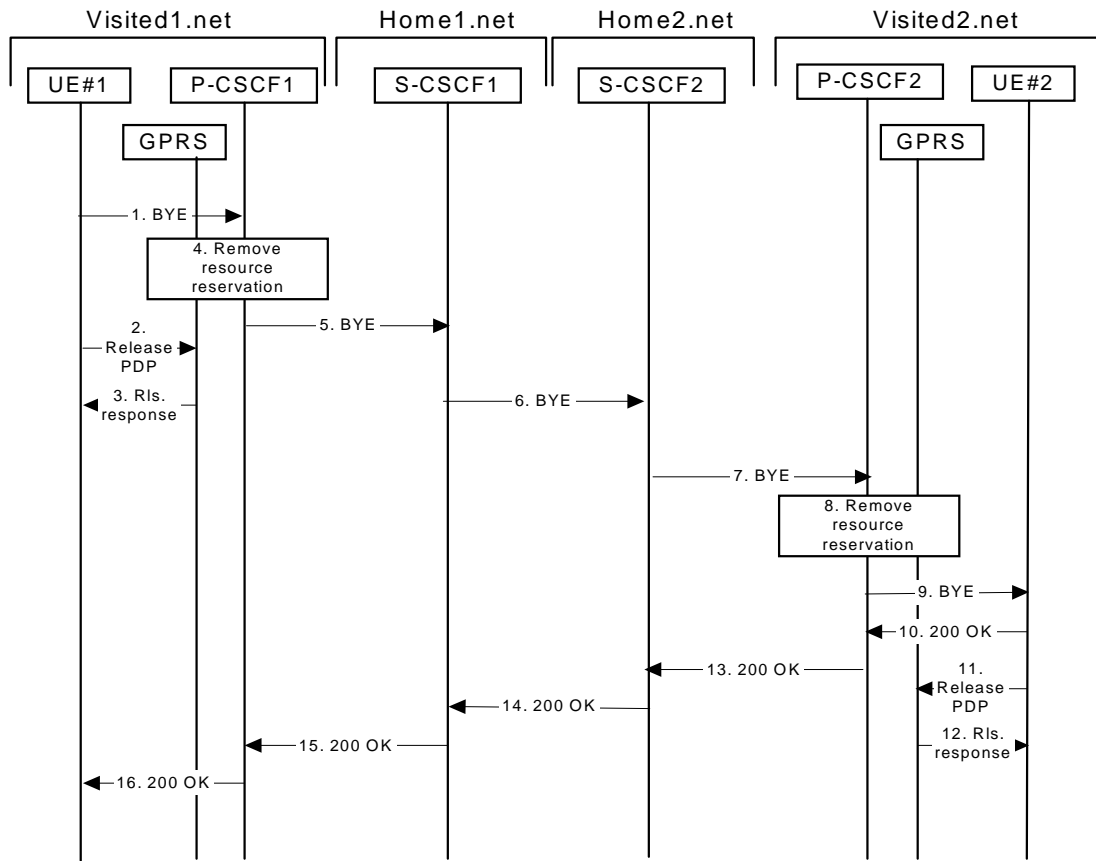 Visited1.net
Home1.net
Home2.net
Visited2.net
UE#1
P-CSCF1
S-CSCF1
S-CSCF2
P-CSCF2
UE#2
GPRS
GPRS
1. BYE
4. Remove
resource
reservation
5. BYE
2.
Release
PDP
3. Rls.
response
6. BYE
7. BYE
8. Remove
resource
reservation
9. BYE
10. 200 OK
13. 200 OK
11.
Release
PDP
14. 200 OK
12. Rls.
response
15. 200 OK
16. 200 OK